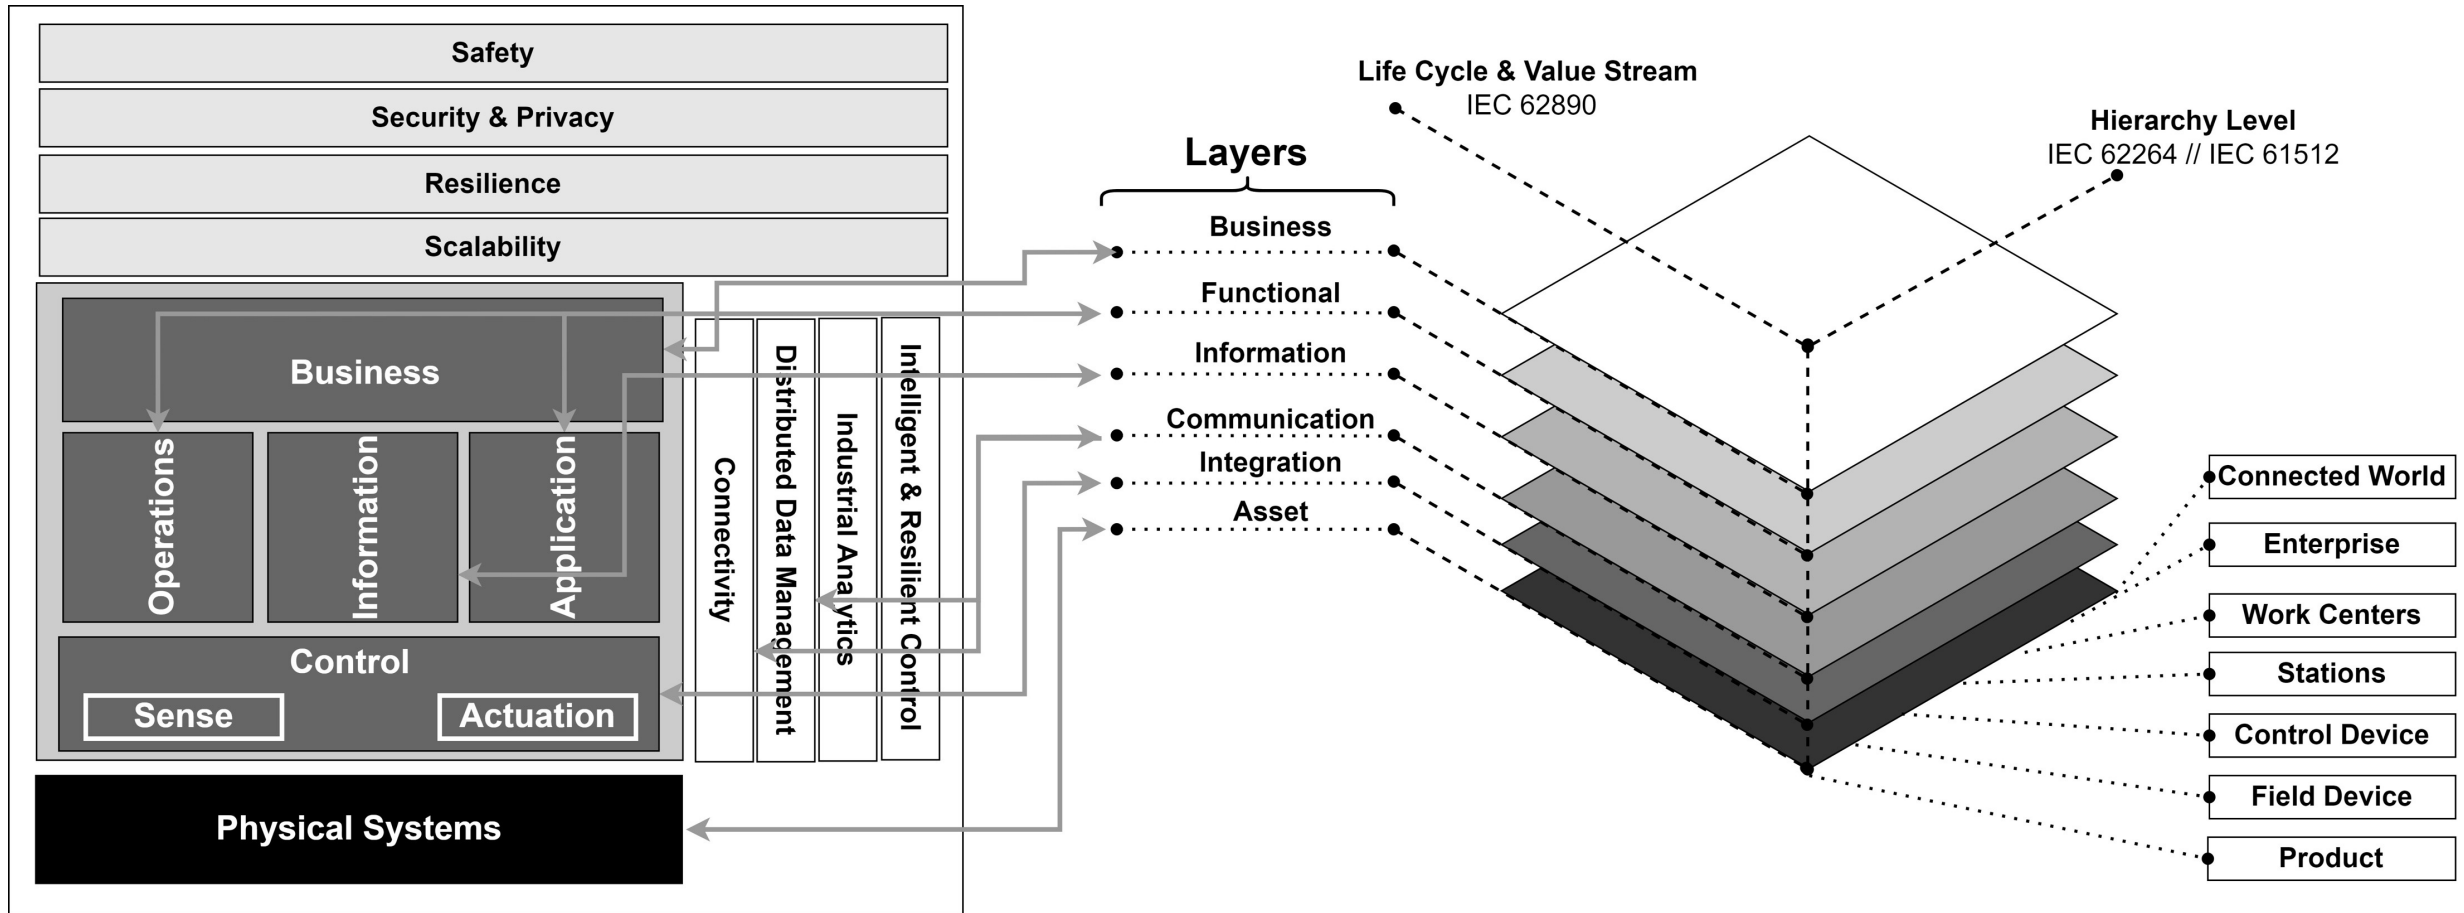 Safety
Security & Privacy
Resilience
Scalability
Business
Operations
Information
Application
Control
Sense
Actuation
Connectivity
Distributed Data Management
Industrial Analytics
Intelligent & Resilient Control
Physical Systems
Layers
Business
Functional
Information
Communication
Integration
Asset
Life Cycle & Value Stream
IEC 62890
Hierarchy Level
IEC 62264 // IEC 61512
Connected World
Enterprise
Work Centers
Stations
Control Device
Field Device
Product